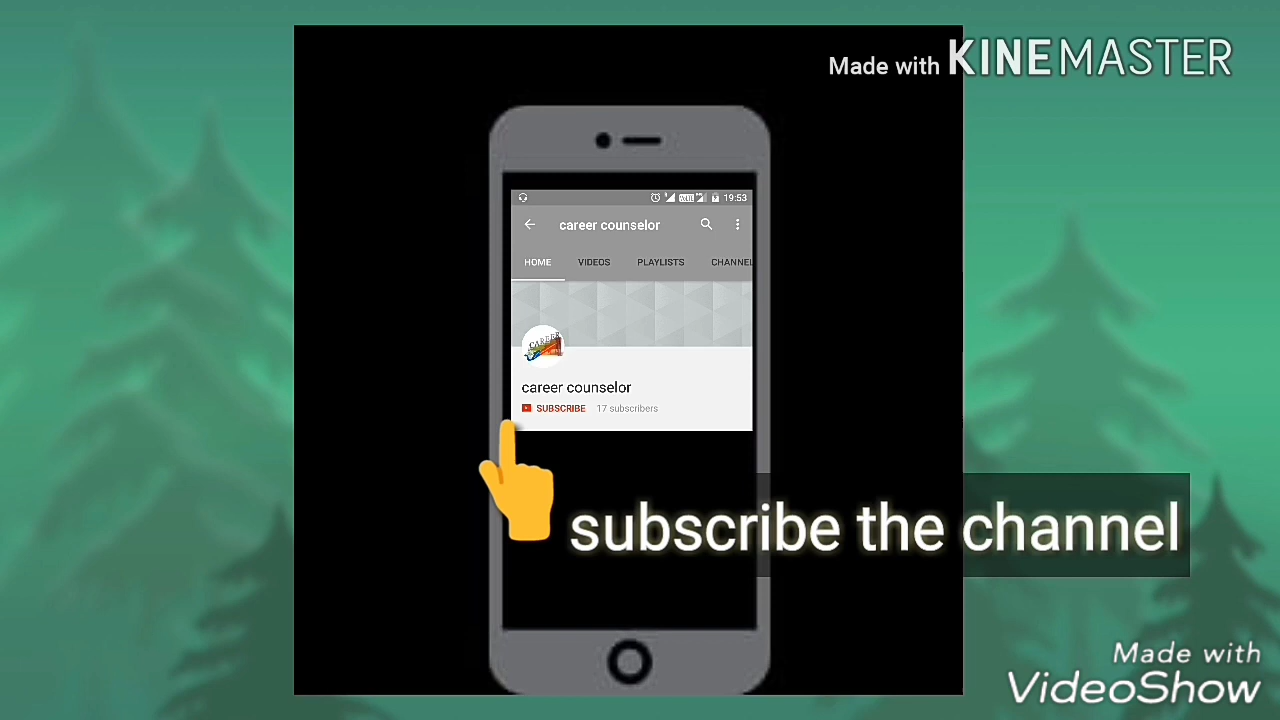 Made with KINEMASTER
19:53
career counselor
HOME VIDEOS PLAYLISTS CHANNEL
CAREER
career counselor
SUBSCRIBE 17 subscribers
subscribe the channel
Made with
VideoShow